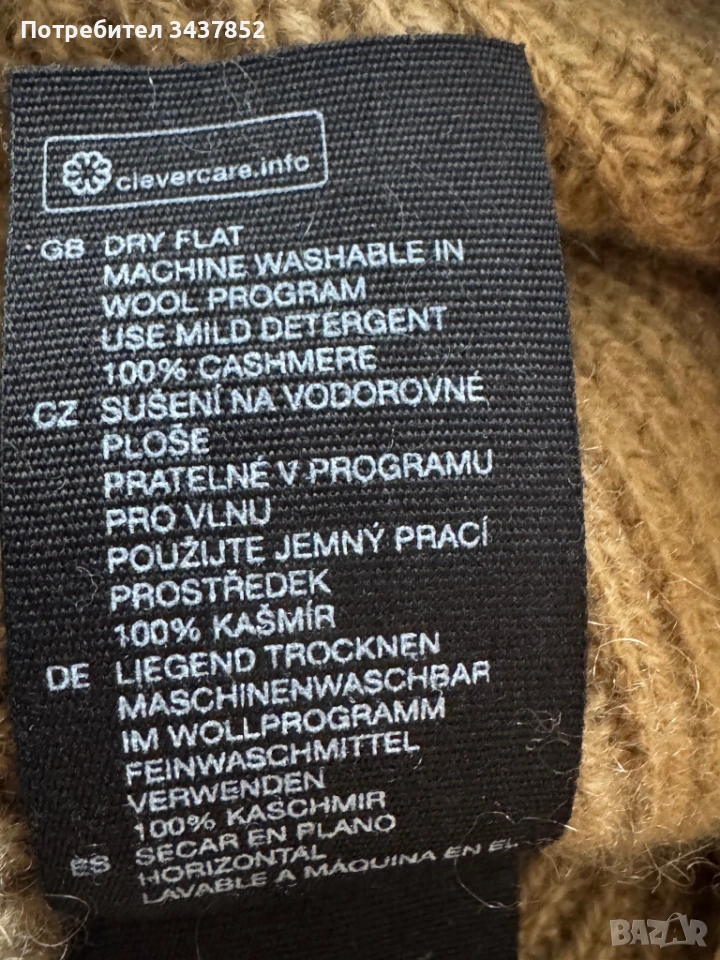 Потребител 3437852
clevercare.info
GB DRY FLAT
MACHINE WASHABLE IN
WOOL PROGRAM
USE MILD DETERGENT
100% CASHMERE
CZ SUŠENÍ NA VODOROVNÉ
PLOŠE
PRATELNÉ V PROGRAMU
PRO VLNU
POUŽIJTE JEMNÝ PRACÍ
PROSTŘEDEK
100% KAŠMÍR
DE LIEGEND TROCKNEN
MASCHINENWASCHBAR
IM WOLLPROGRAMM
FEINWASCHMITTEL
VERWENDEN
100% KASCHMIR
ES SECAR EN PLANO
HORIZONTAL
LAVABLE A MÁQUINA EN EL
BAZAR